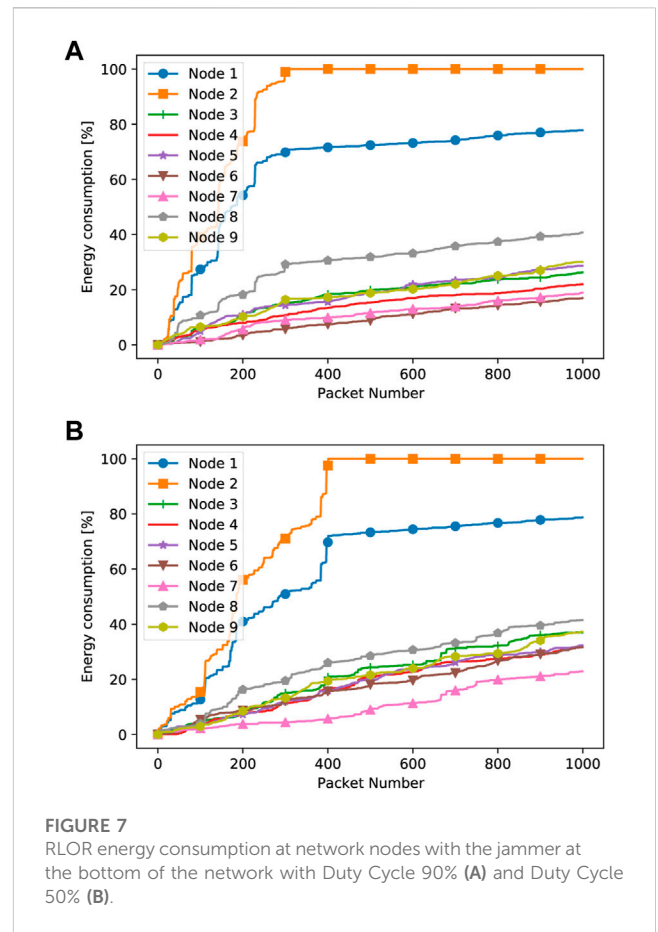 A
Energy consumption [%]
100
80
60
40
20
0
Node 1
Node 2
Node 3
Node 4
Node 5
Node 6
Node 7
Node 8
Node 9
0 200 400 600 800 1000
Packet Number
B
Energy consumption [%]
100
80
60
40
20
0
Node 1
Node 2
Node 3
Node 4
Node 5
Node 6
Node 7
Node 8
Node 9
0 200 400 600 800 1000
Packet Number
FIGURE 7
RLOR energy consumption at network nodes with the jammer at
the bottom of the network with Duty Cycle 90% (A) and Duty Cycle
50% (B).